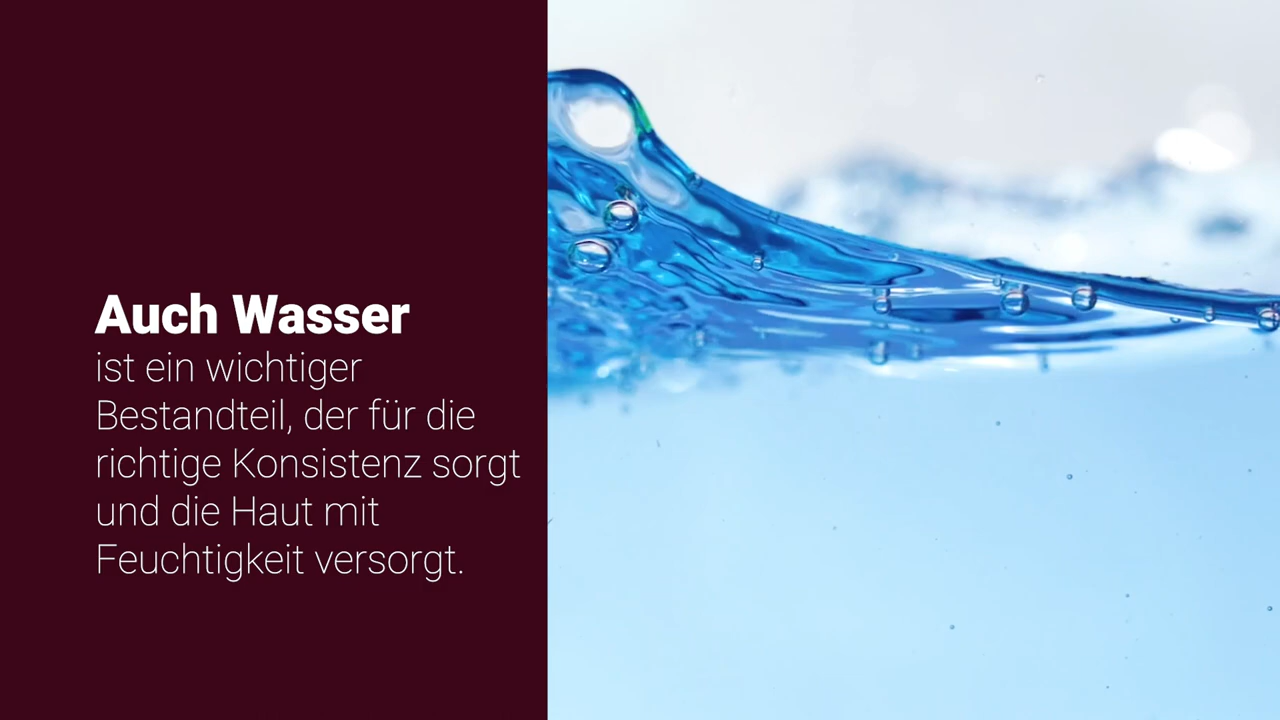 Auch Wasser
ist ein wichtiger
Bestandteil, der für die
richtige Konsistenz sorgt
und die Haut mit
Feuchtigkeit versorgt.